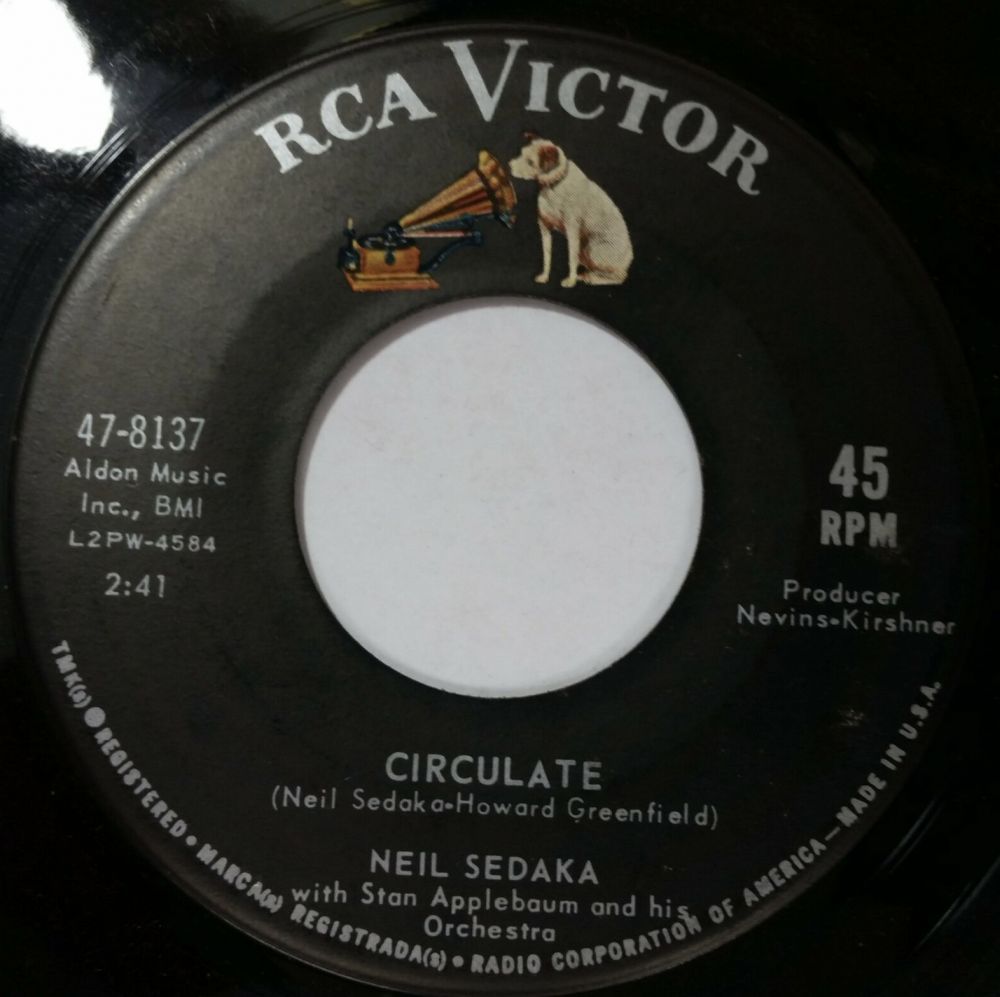 RCA VICTOR
47-8137
Aldon Music
Inc., BMI
L2PW-4584
2:41
45
RPM
Producer
Nevins-Kirshner
CIRCULATE
(Neil Sedaka-Howard Greenfield)
NEIL SEDAKA
with Stan Applebaum and his
Orchestra
TMK(s) ® REGISTERED • MARCA(s) REGISTRADA(s) • RADIO CORPORATION OF AMERICA—MADE IN U.S.A.